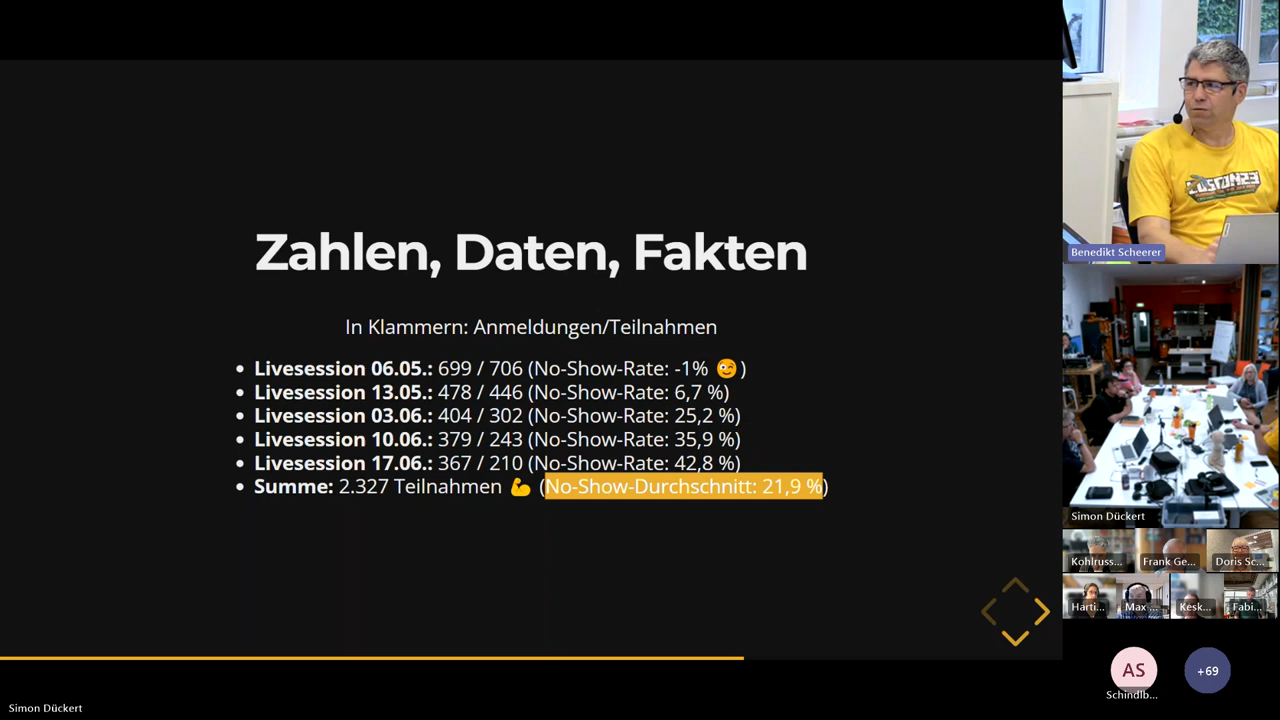 Zahlen, Daten, Fakten
In Klammern: Anmeldungen/Teilnahmen
• Livesession 06.05.: 699 / 706 (No-Show-Rate: -1% 😉)
• Livesession 13.05.: 478 / 446 (No-Show-Rate: 6,7 %)
• Livesession 03.06.: 404 / 302 (No-Show-Rate: 25,2 %)
• Livesession 10.06.: 379 / 243 (No-Show-Rate: 35,9 %)
• Livesession 17.06.: 367 / 210 (No-Show-Rate: 42,8 %)
• Summe: 2.327 Teilnahmen 💪 (No-Show-Durchschnitt: 21,9 %)
Simon Dückert
Benedikt Scheerer
Simon Dückert
Kohlruss...
Frank Ge...
Doris Sc...
Harti...
Max ...
Kesk...
Fabi...
AS
Schindlb...
+69